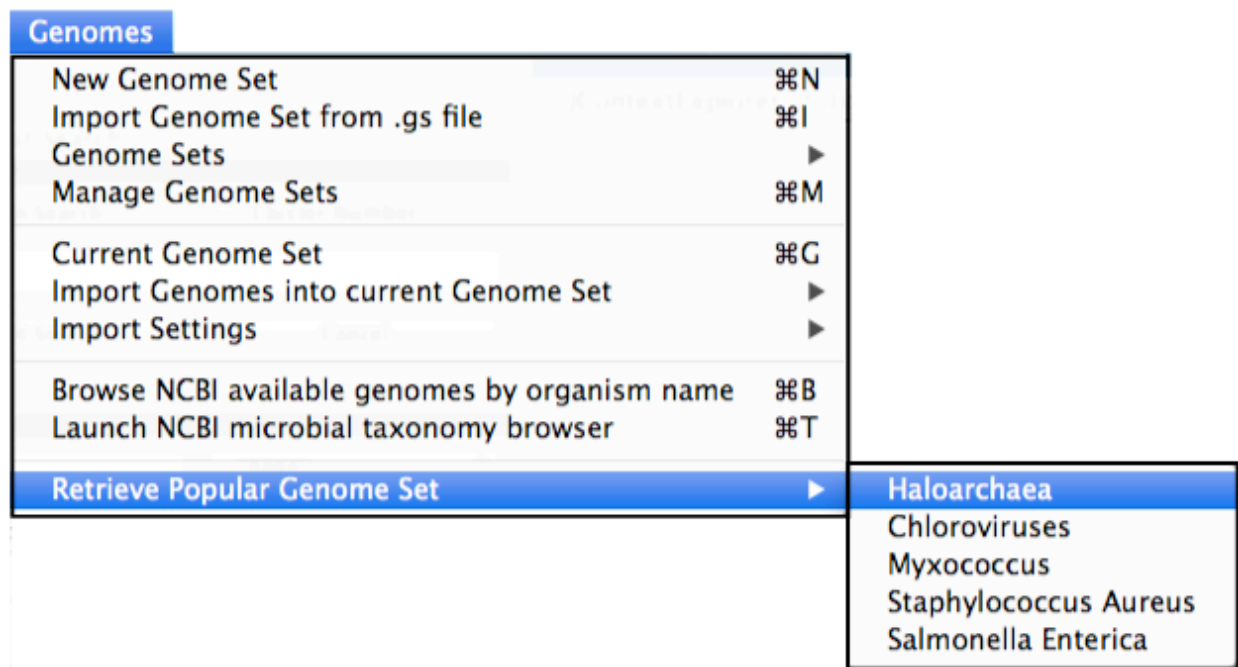 Genomes
New Genome Set ⌘N
Import Genome Set from .gs file ⌘I
Genome Sets ▶
Manage Genome Sets ⌘M
Current Genome Set ⌘G
Import Genomes into current Genome Set ▶
Import Settings ▶
Browse NCBI available genomes by organism name ⌘B
Launch NCBI microbial taxonomy browser ⌘T
Retrieve Popular Genome Set ▶
Haloarchaea
Chloroviruses
Myxococcus
Staphylococcus Aureus
Salmonella Enterica